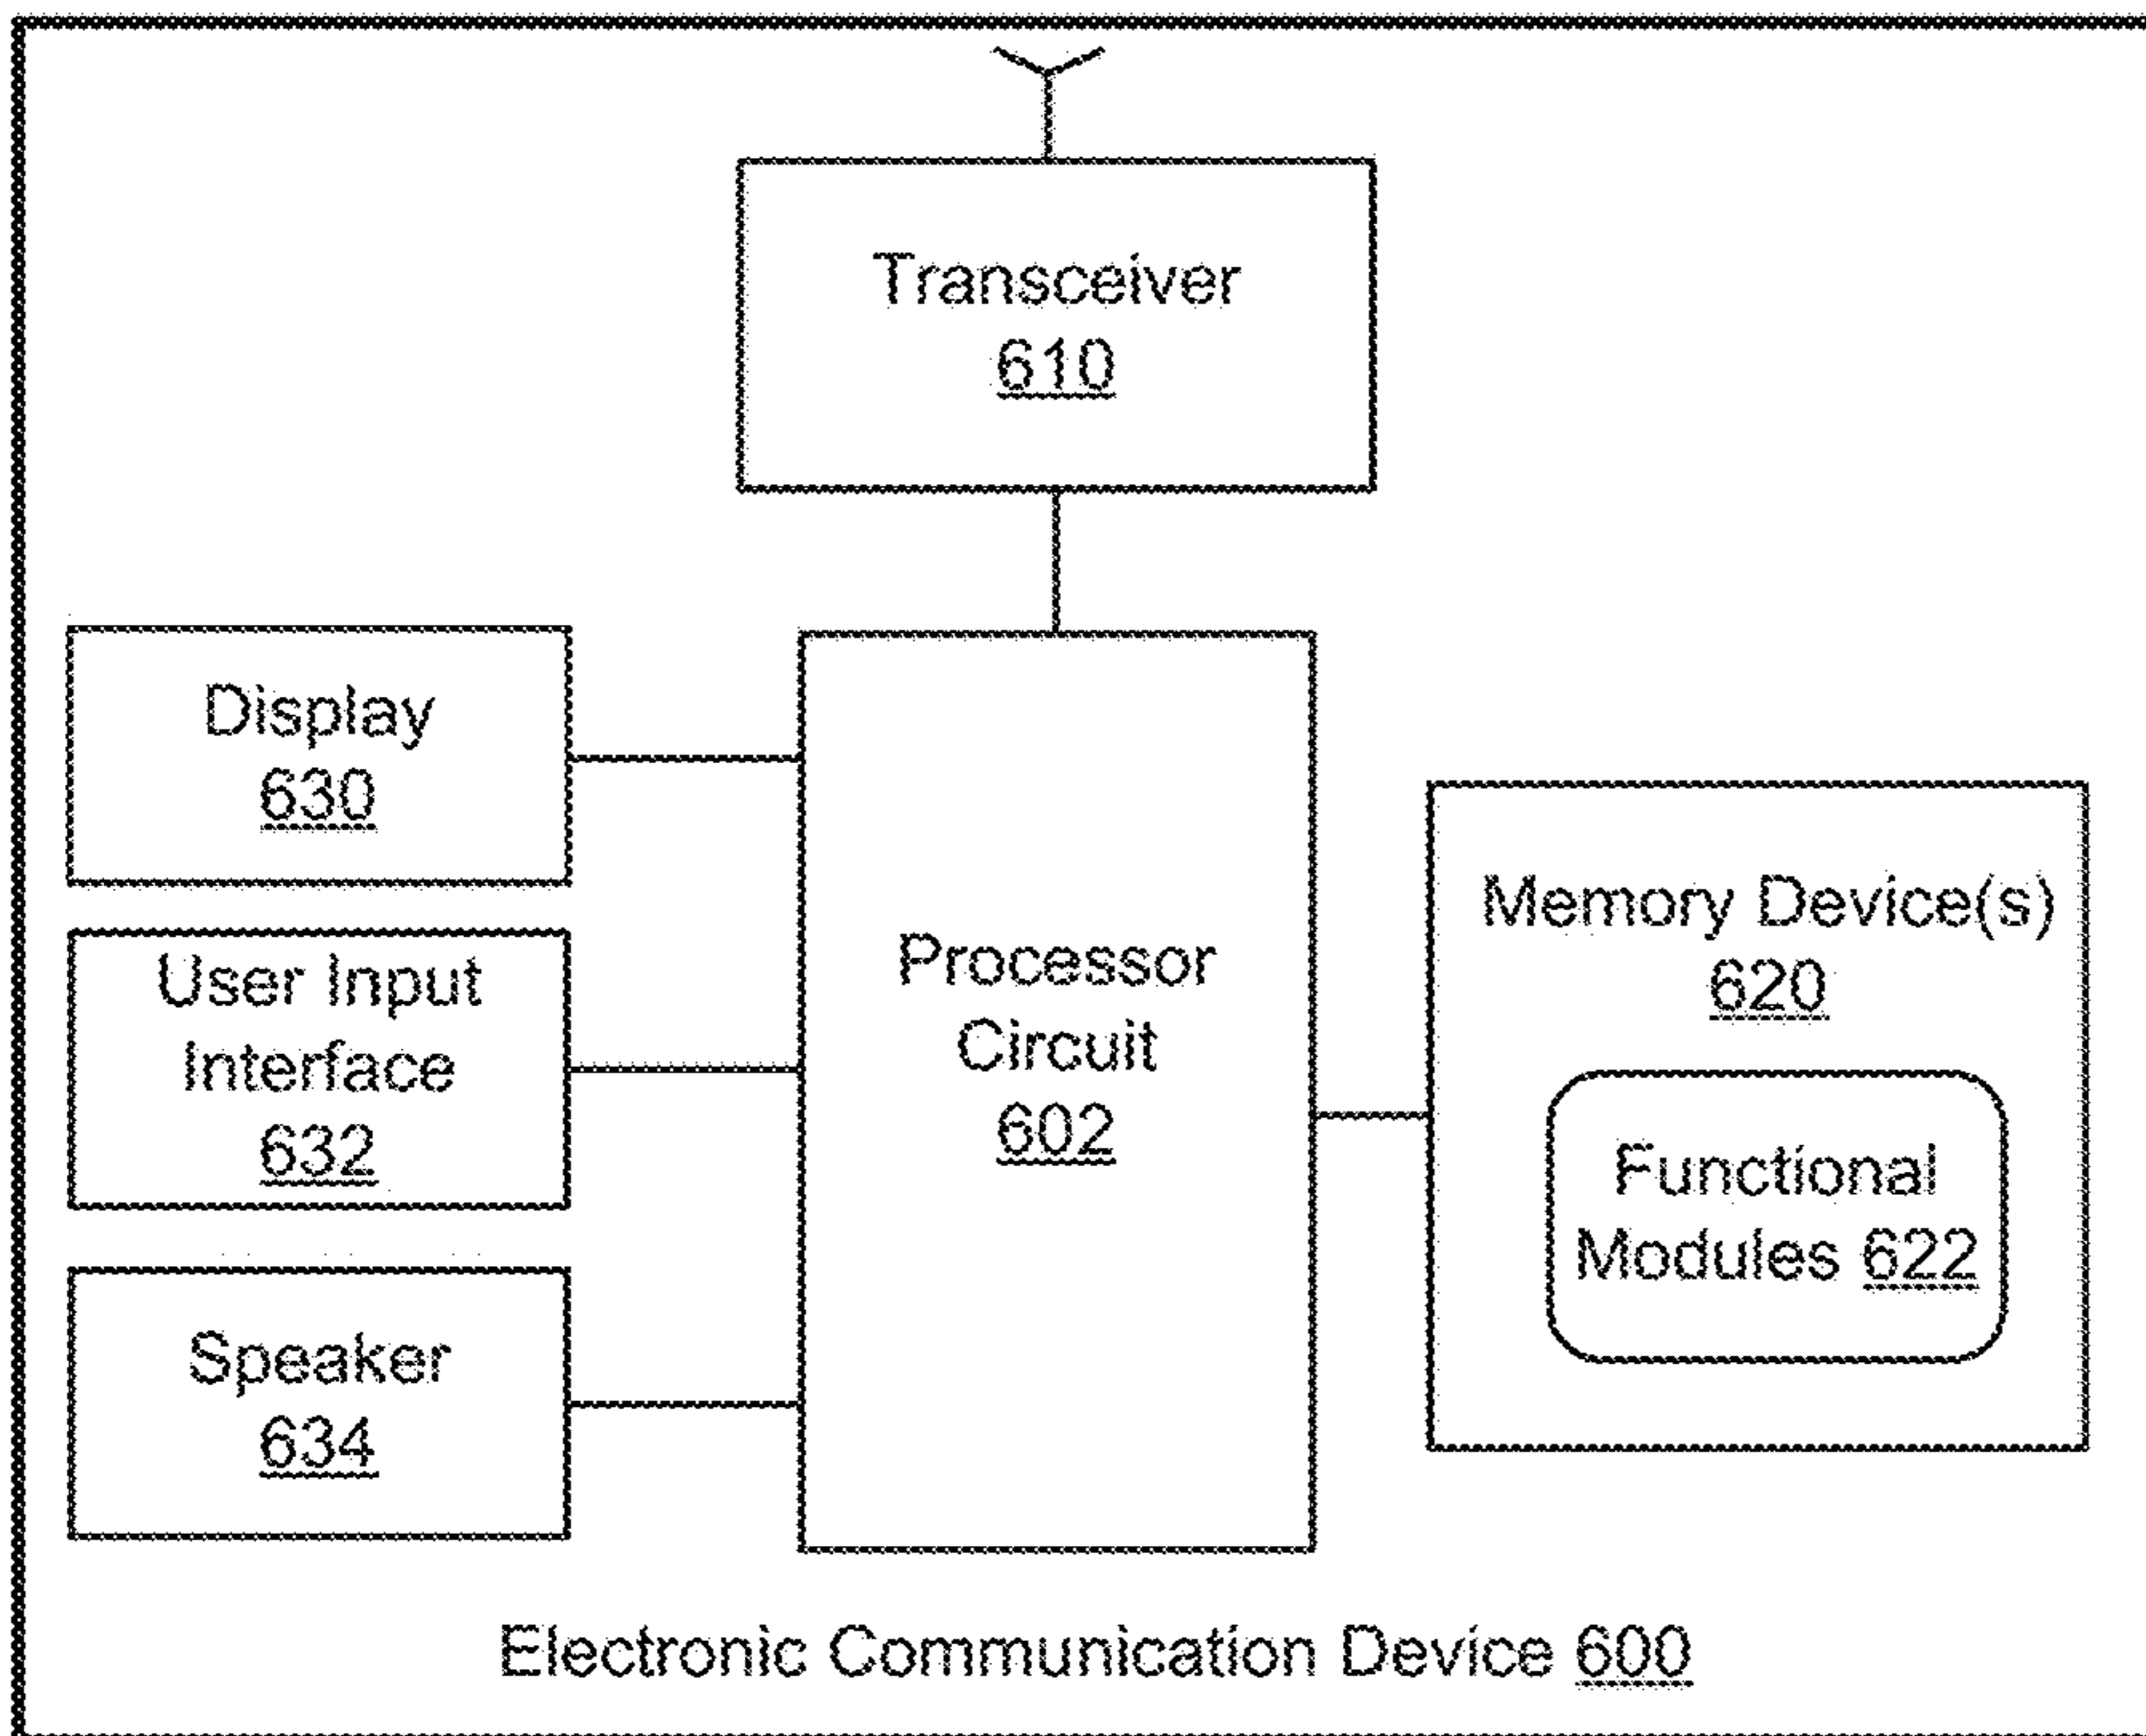 Transceiver
610
Display
630
User Input
Interface
632
Speaker
634
Processor
Circuit
602
Memory Device(s)
620
Functional
Modules 622
Electronic Communication Device 600